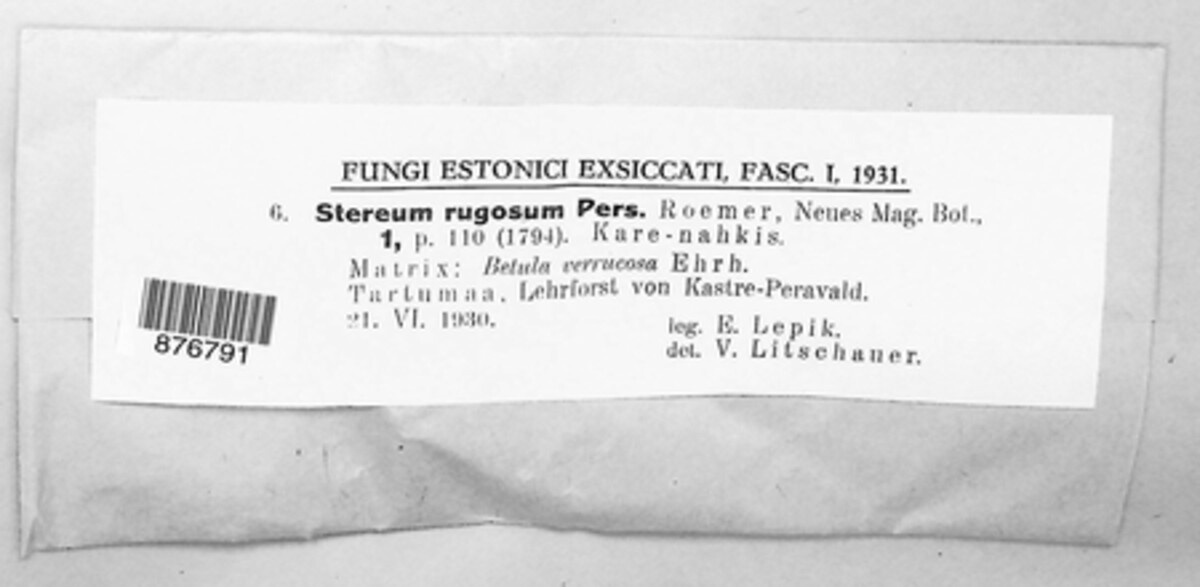 FUNGI ESTONICI EXSICCATI, FASC. I, 1931.
6. Stereum rugosum Pers. Roemer, Neues Mag. Bot.,
1, p. 110 (1794). Kare-nahkis.
Matrix: Betula verrucosa Ehrh.
Tartumaa, Lehrforst von Kastre-Peravald.
21. VI. 1930.
leg. E. Lepik.
det. V. Litschauer.
876791